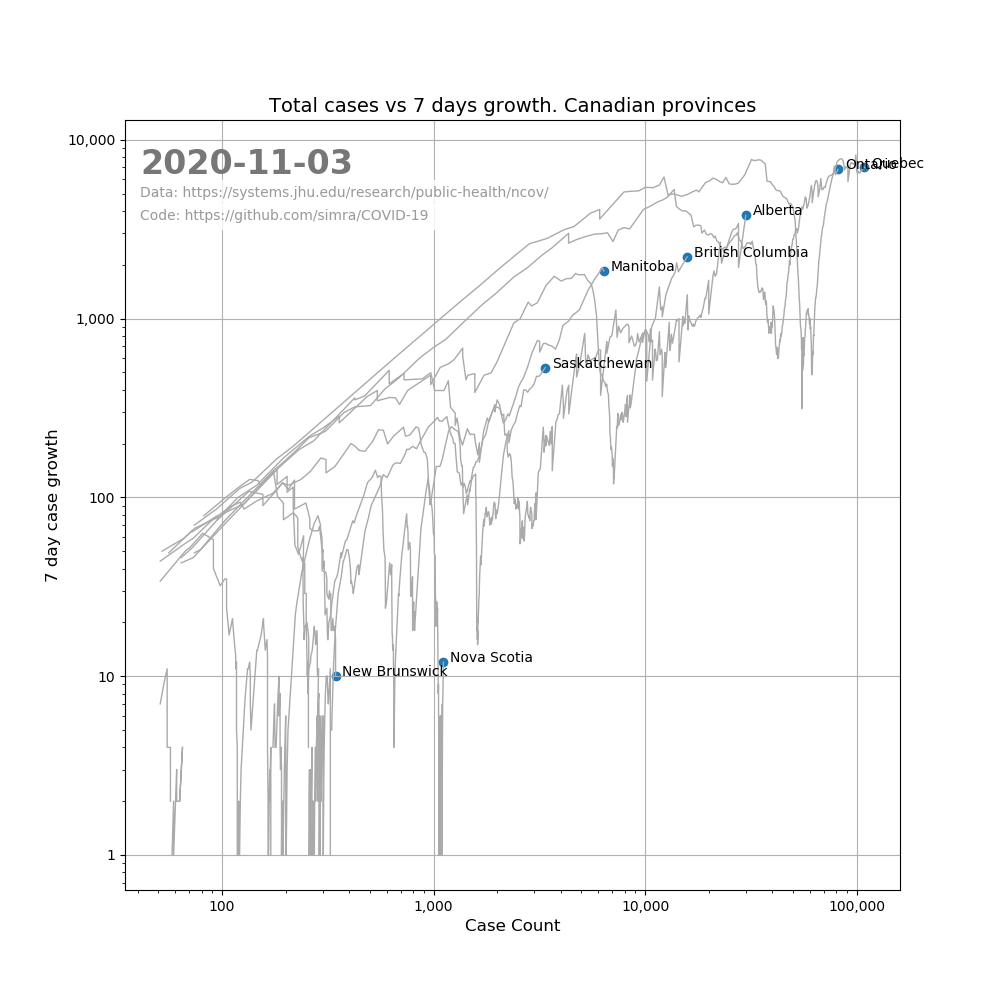 Total cases vs 7 days growth. Canadian provinces
10,000
2020-11-03
Data: https://systems.jhu.edu/research/public-health/ncov/
Code: https://github.com/simra/COVID-19
Ontario
Quebec
Alberta
British Columbia
Manitoba
1,000
Saskatchewan
100
7 day case growth
Nova Scotia
New Brunswick
10
1
100
1,000
10,000
100,000
Case Count